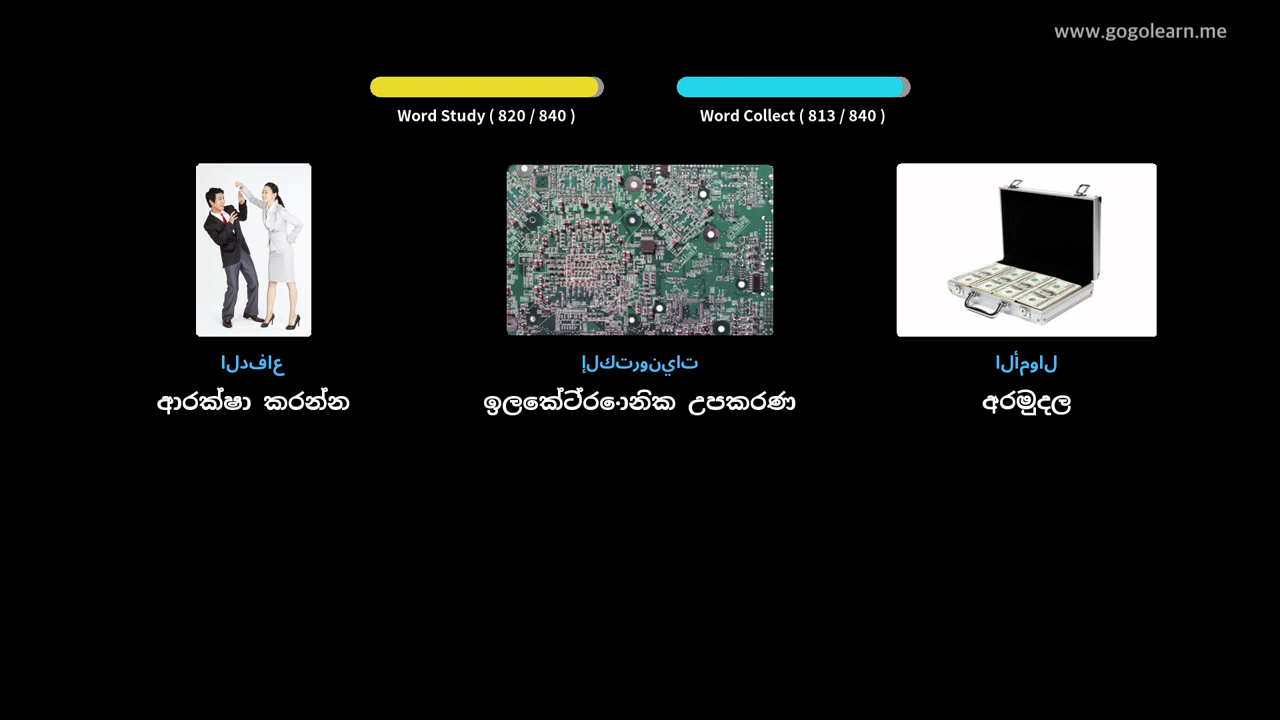 www.gogolearn.me
Word Study ( 820 / 840 )
Word Collect ( 813 / 840 )
الدفاع
ආරක්ෂා කරන්න
إلكترونيات
ඉලකේට්රොනික උපකරණ
الأموال
අරමුදල